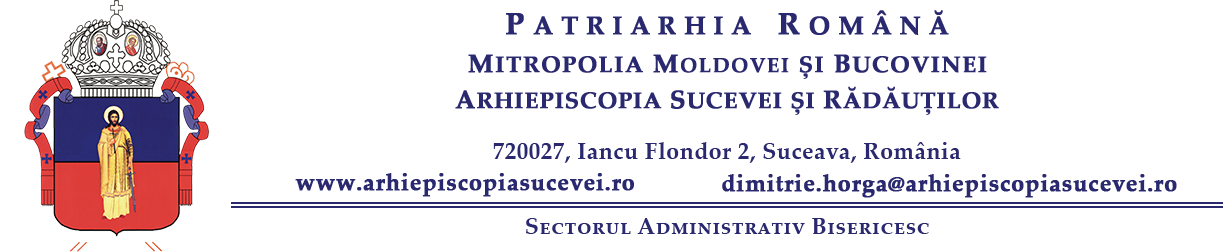 PATRIARHIA ROMÂNĂ
MITROPOLIA MOLDOVEI ȘI BUCOVINEI
ARHIEPISCOPIA SUCEVEI ȘI RĂDĂUȚILOR
720027, Iancu Flondor 2, Suceava, România
www.arhiepiscopiasucevei.ro dimitrie.horga@arhiepiscopiasucevei.ro
SECTORUL ADMINISTRATIV BISERICESC